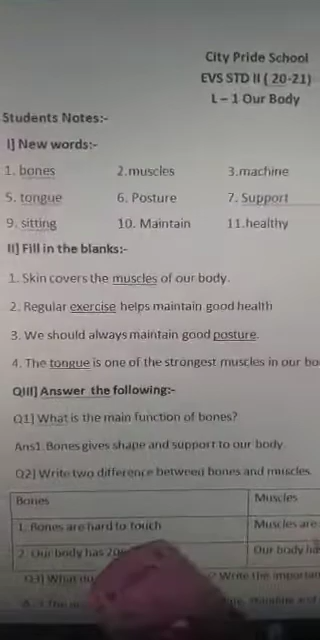 City Pride School
EVS STD II ( 20-21)
L – 1 Our Body
Students Notes:-
I] New words:-
1. bones 2.muscles 3.machine
5. tongue 6. Posture 7. Support
9. sitting 10. Maintain 11.healthy
II] Fill in the blanks:-
1. Skin covers the muscles of our body.
2. Regular exercise helps maintain good health
3. We should always maintain good posture.
4. The tongue is one of the strongest muscles in our
QIII] Answer the following:-
Q1] What is the main function of bones?
Ans1. Bones gives shape and support to our body.
Q2] Write two difference between bones and muscles.
Bones Muscles
1. Bones are hard to touch Muscles are
2. Our body has Our body
Q3] What Write the